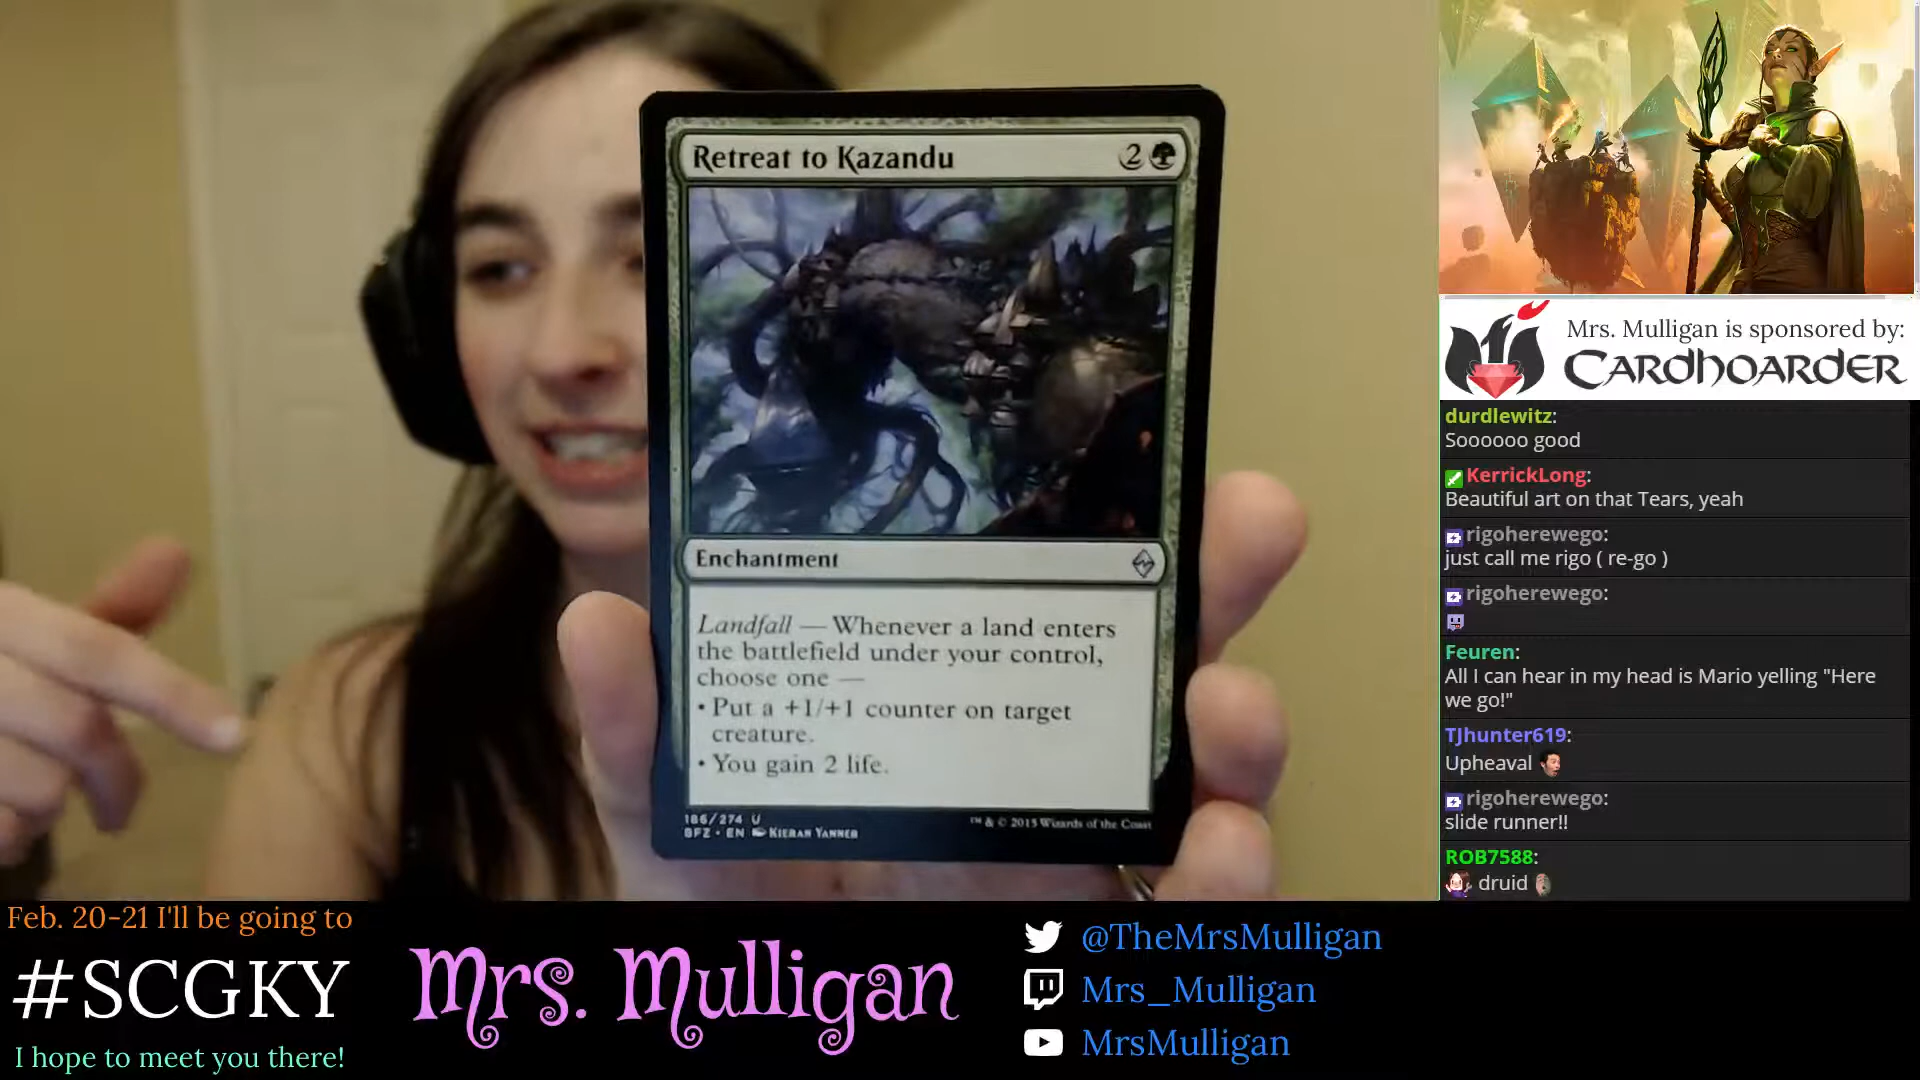 Retreat to Kazandu 2
Enchantment
Landfall — Whenever a land enters
the battlefield under your control,
choose one —
• Put a +1/+1 counter on target
creature.
• You gain 2 life.
186/274 U
BFZ • EN Kieran Yanner
™ & © 2015 Wizards of the Coast
Mrs. Mulligan is sponsored by:
CARDHOARDER
durdlewitz:
Soooooo good
KerrickLong:
Beautiful art on that Tears, yeah
rigoherewego:
just call me rigo ( re-go )
rigoherewego:
Feuren:
All I can hear in my head is Mario yelling "Here
we go!"
TJhunter619:
Upheaval
rigoherewego:
slide runner!!
ROB7588:
druid
Feb. 20-21 I'll be going to
#SCGKY
I hope to meet you there!
Mrs. Mulligan
@TheMrsMulligan
Mrs_Mulligan
MrsMulligan